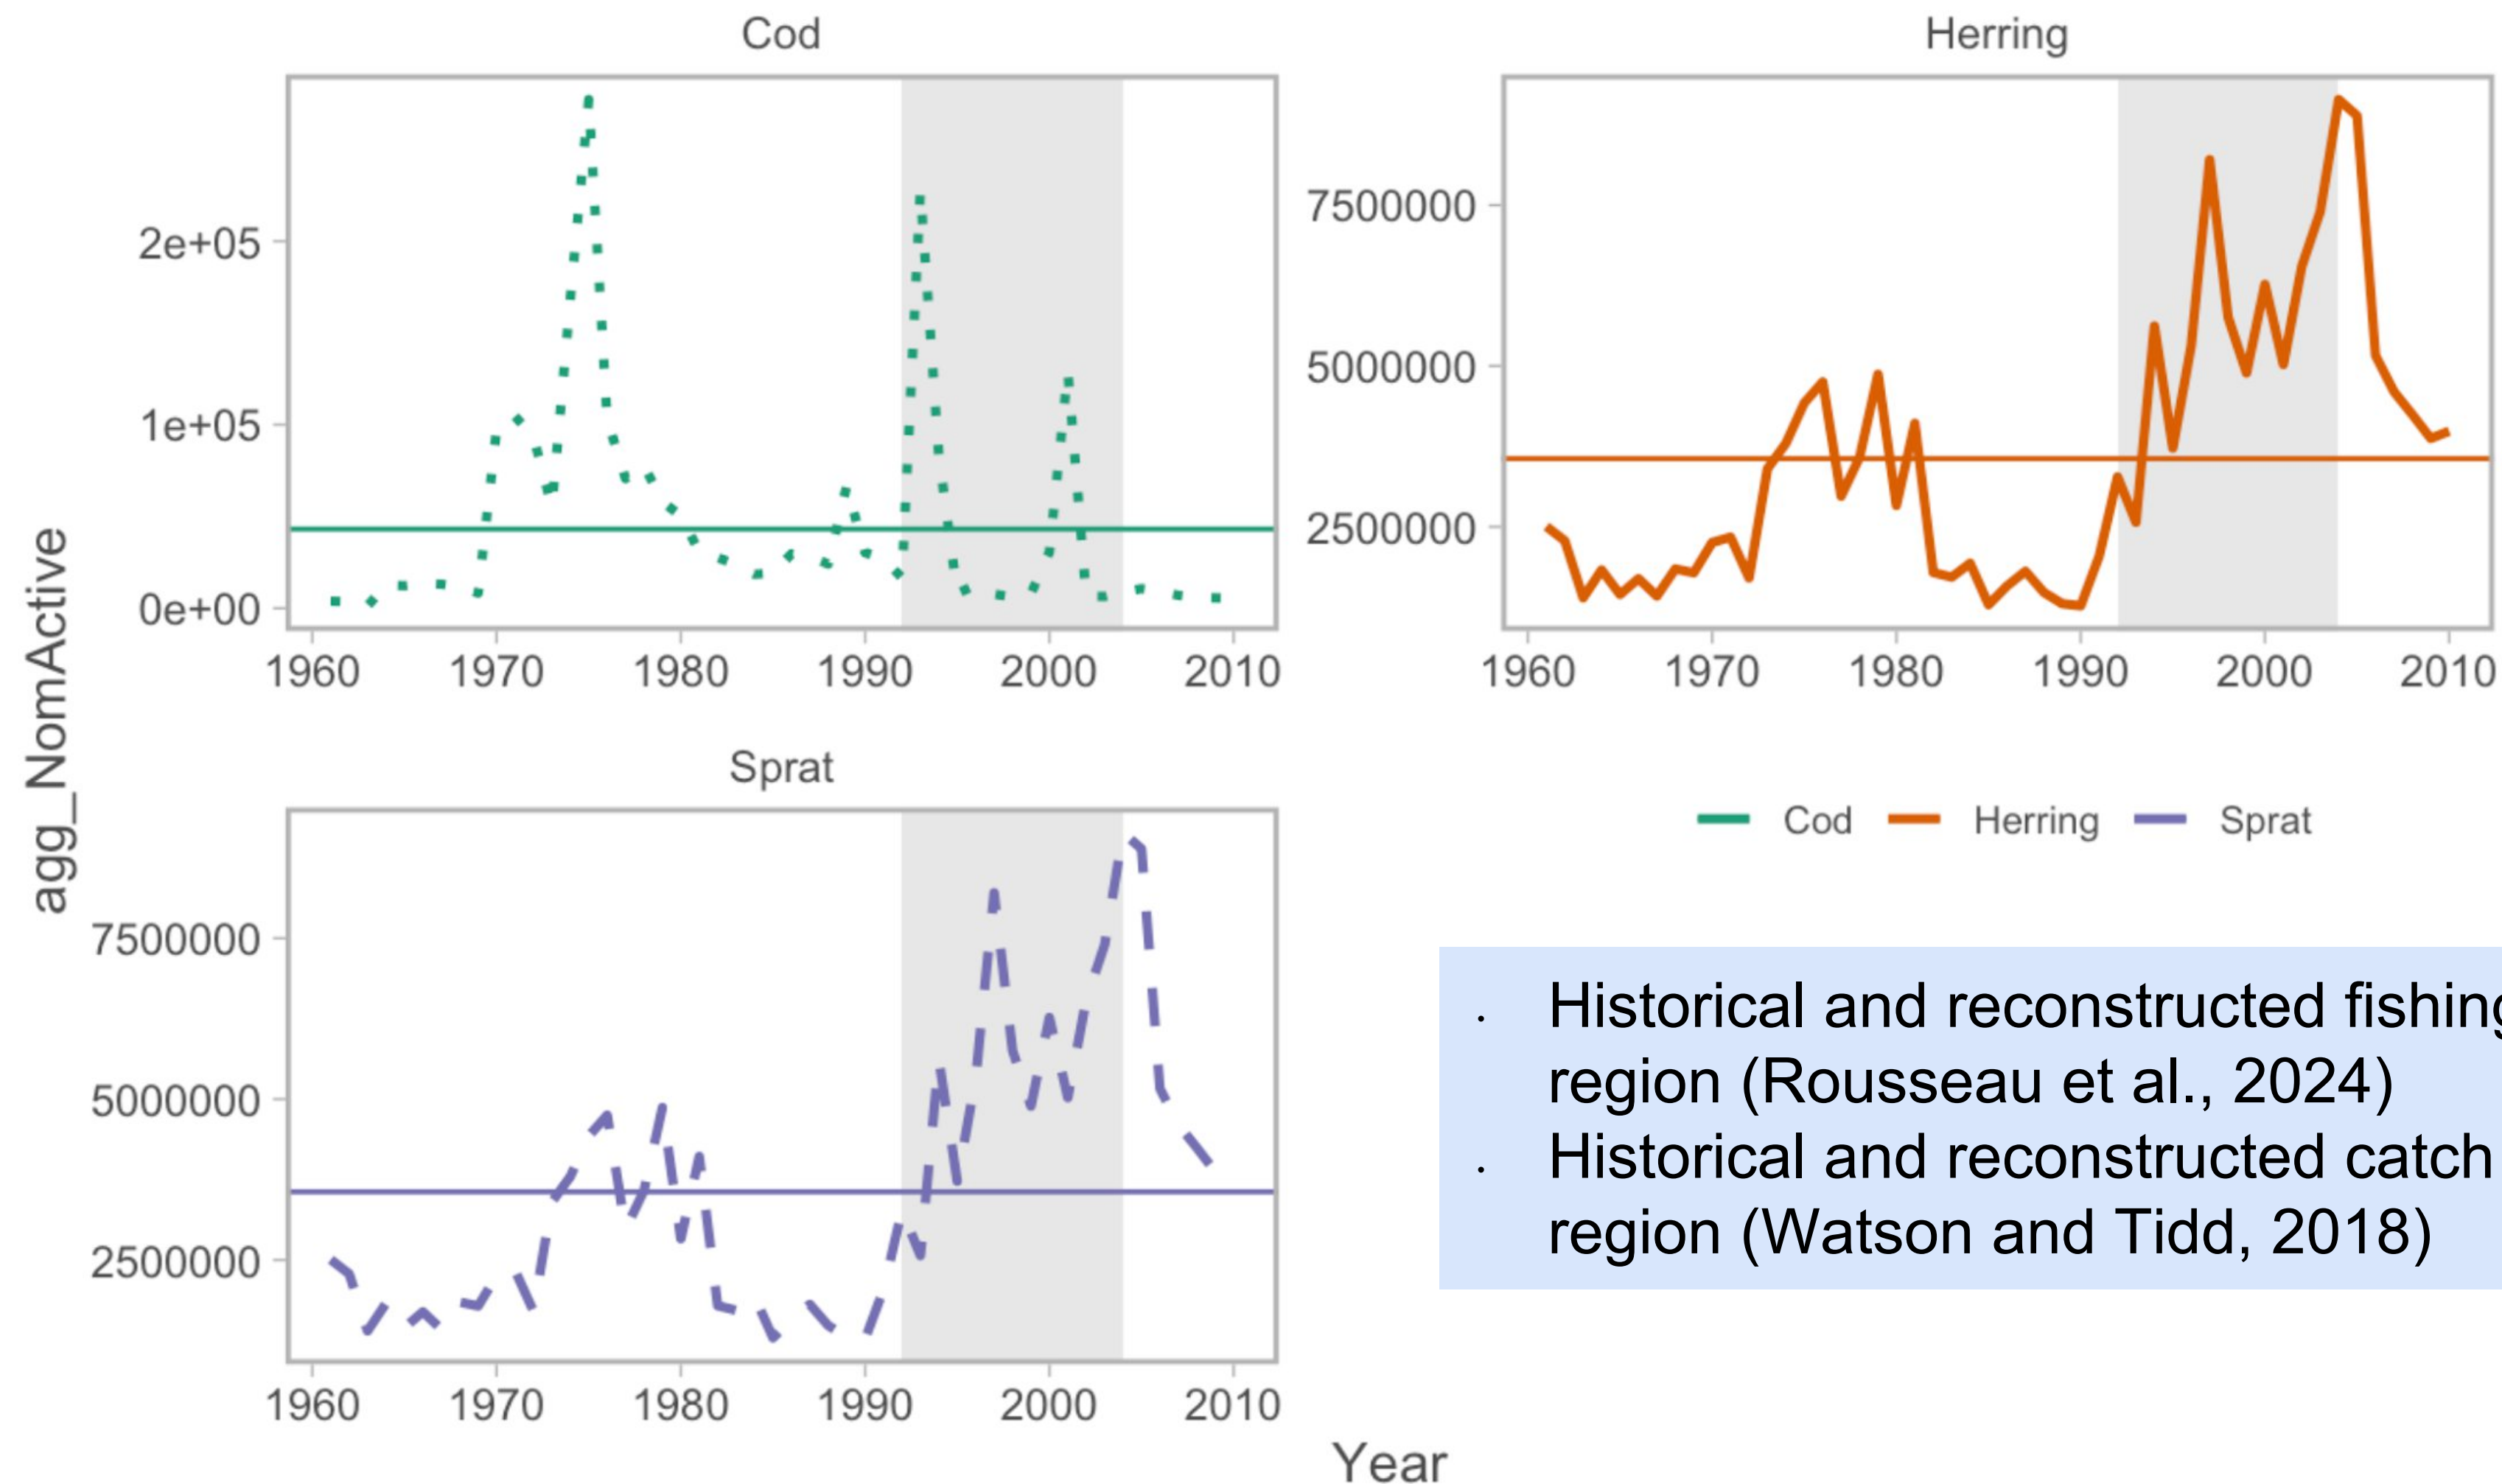 Cod
Herring
2e+05
1e+05
0e+00
1960 1970 1980 1990 2000 2010
7500000
5000000
2500000
1960 1970 1980 1990 2000 2010
agg_NomActive
Sprat
7500000
5000000
2500000
1960 1970 1980 1990 2000 2010
Cod Herring Sprat
· Historical and reconstructed fishing
region (Rousseau et al., 2024)
· Historical and reconstructed catch
region (Watson and Tidd, 2018)
Year